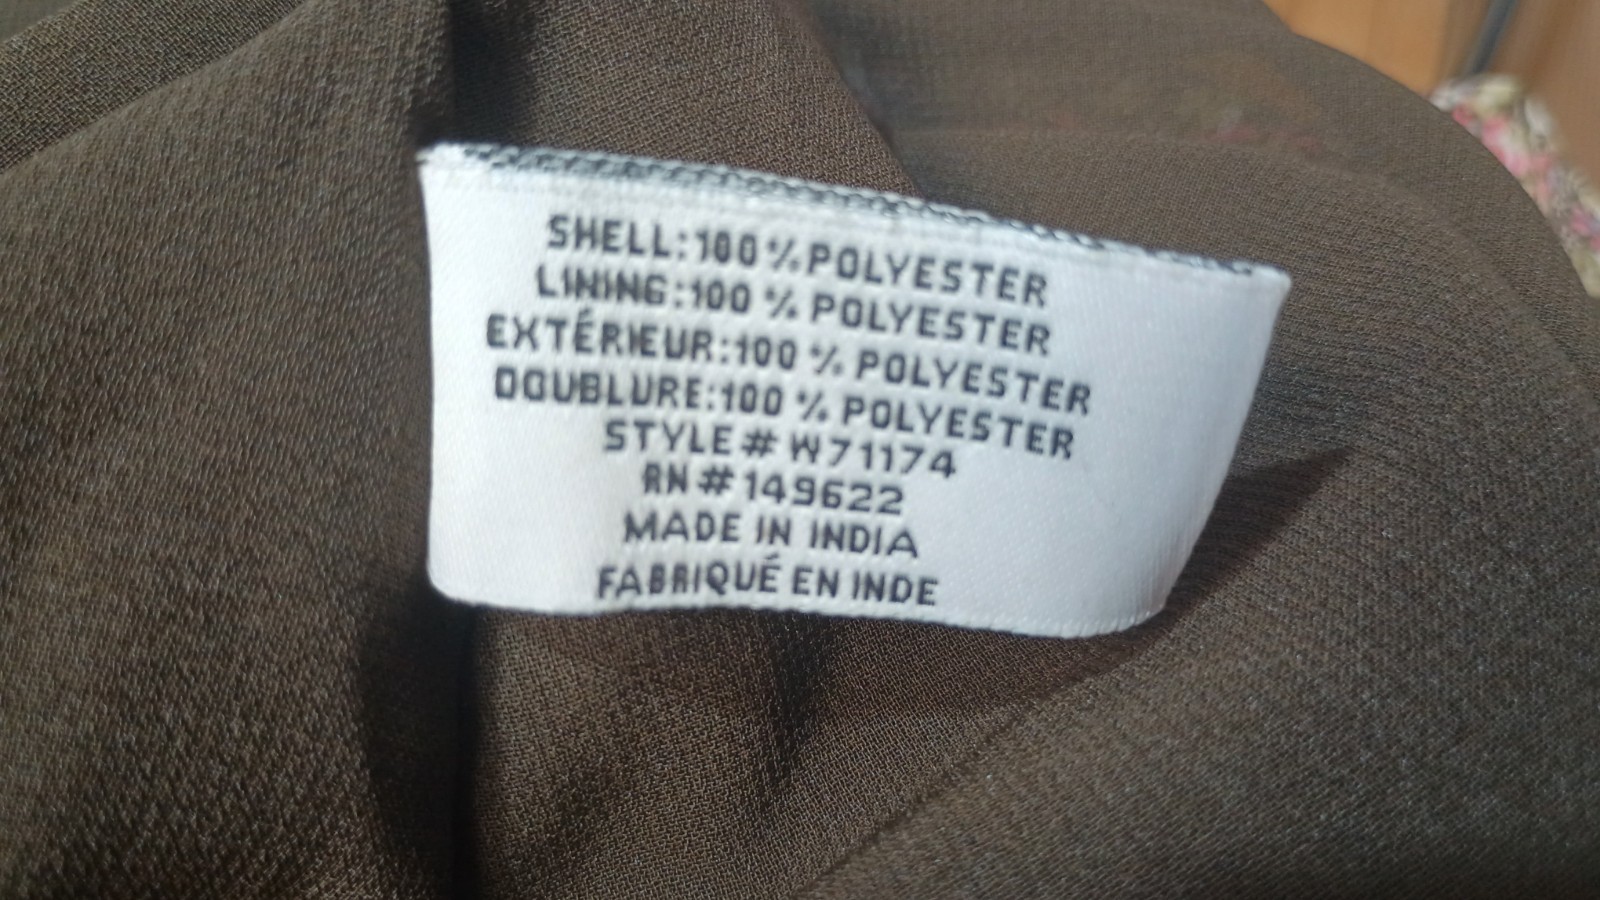 SHELL:100 % POLYESTER
LINING:100 % POLYESTER
EXTÉRIEUR:100 % POLYESTER
DOUBLURE:100 % POLYESTER
STYLE# W71174
RN #149622
MADE IN INDIA
FABRIQUÉ EN INDE